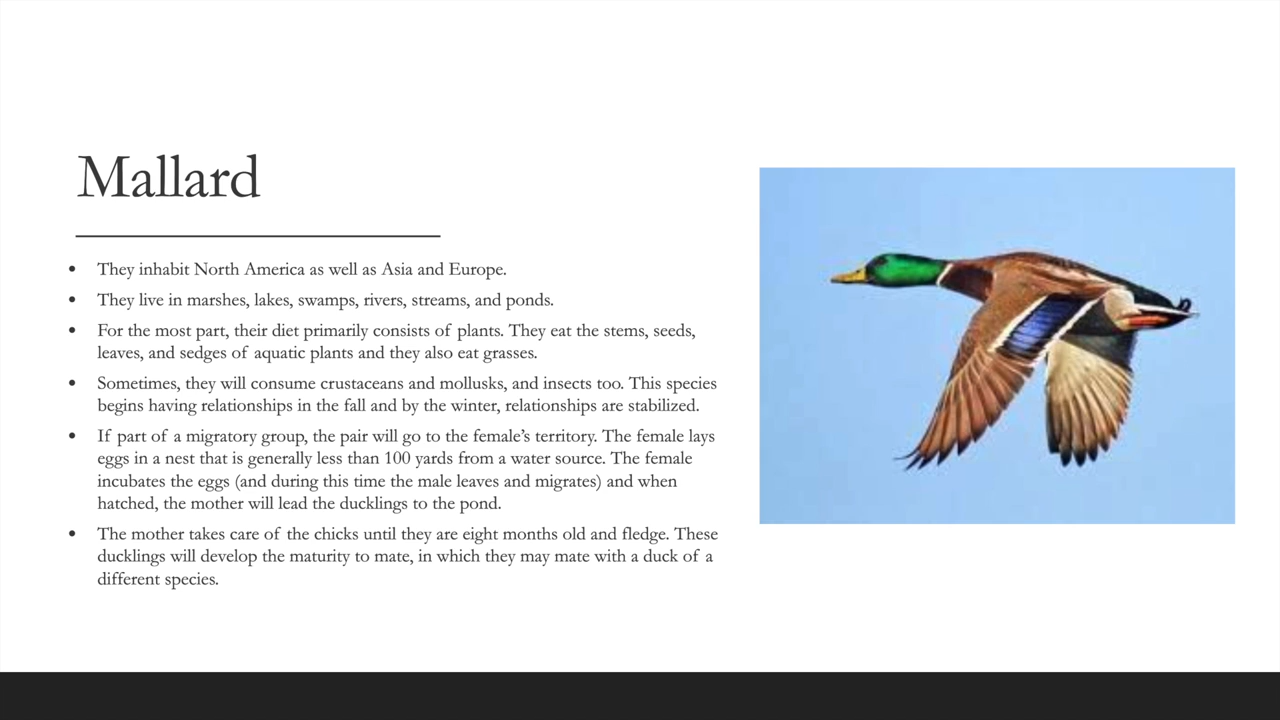 Mallard
• They inhabit North America as well as Asia and Europe.
• They live in marshes, lakes, swamps, rivers, streams, and ponds.
• For the most part, their diet primarily consists of plants. They eat the stems, seeds,
leaves, and sedges of aquatic plants and they also eat grasses.
• Sometimes, they will consume crustaceans and mollusks, and insects too. This species
begins having relationships in the fall and by the winter, relationships are stabilized.
• If part of a migratory group, the pair will go to the female’s territory. The female lays
eggs in a nest that is generally less than 100 yards from a water source. The female
incubates the eggs (and during this time the male leaves and migrates) and when
hatched, the mother will lead the ducklings to the pond.
• The mother takes care of the chicks until they are eight months old and fledge. These
ducklings will develop the maturity to mate, in which they may mate with a duck of a
different species.